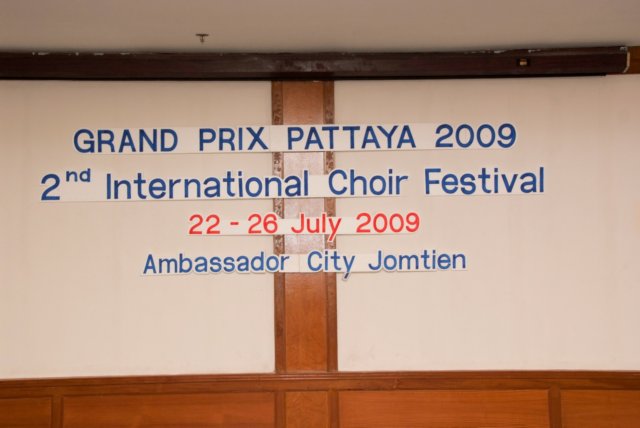 GRAND PRIX PATTAYA 2009
2nd International Choir Festival
22 - 26 July 2009
Ambassador City Jomtien